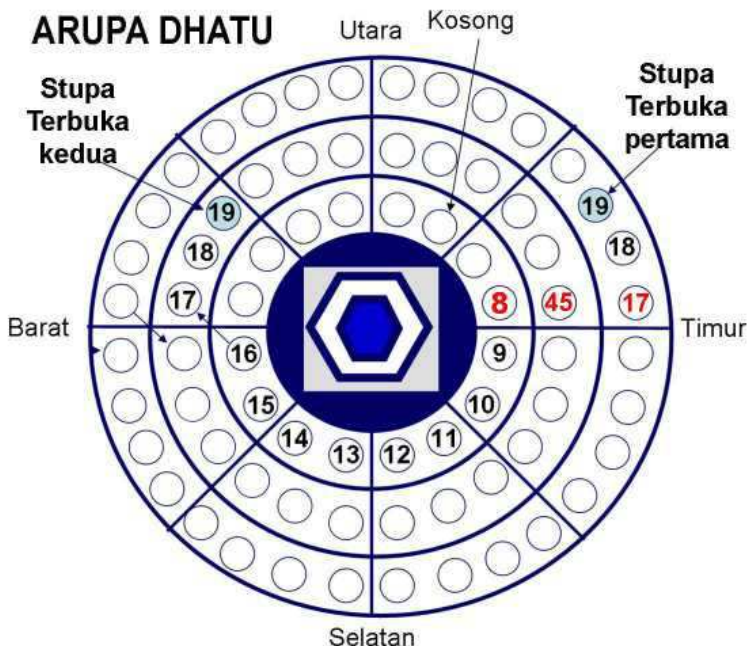 ARUPA DHATU
Utara
Kosong
Stupa
Terbuka
kedua
Stupa
Terbuka
pertama
19
19
18
18
17
8
45
17
Barat
Timur
16
9
15
10
14
13
12
11
Selatan